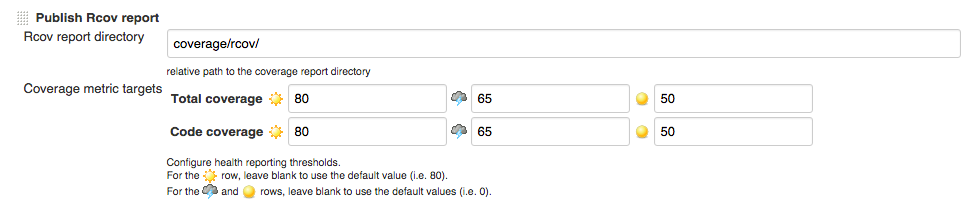 Publish Rcov report
Rcov report directory
coverage/rcov/
relative path to the coverage report directory
Coverage metric targets
Total coverage 80 65 50
Code coverage 80 65 50
Configure health reporting thresholds.
For the row, leave blank to use the default value (i.e. 80).
For the and rows, leave blank to use the default values (i.e. 0).